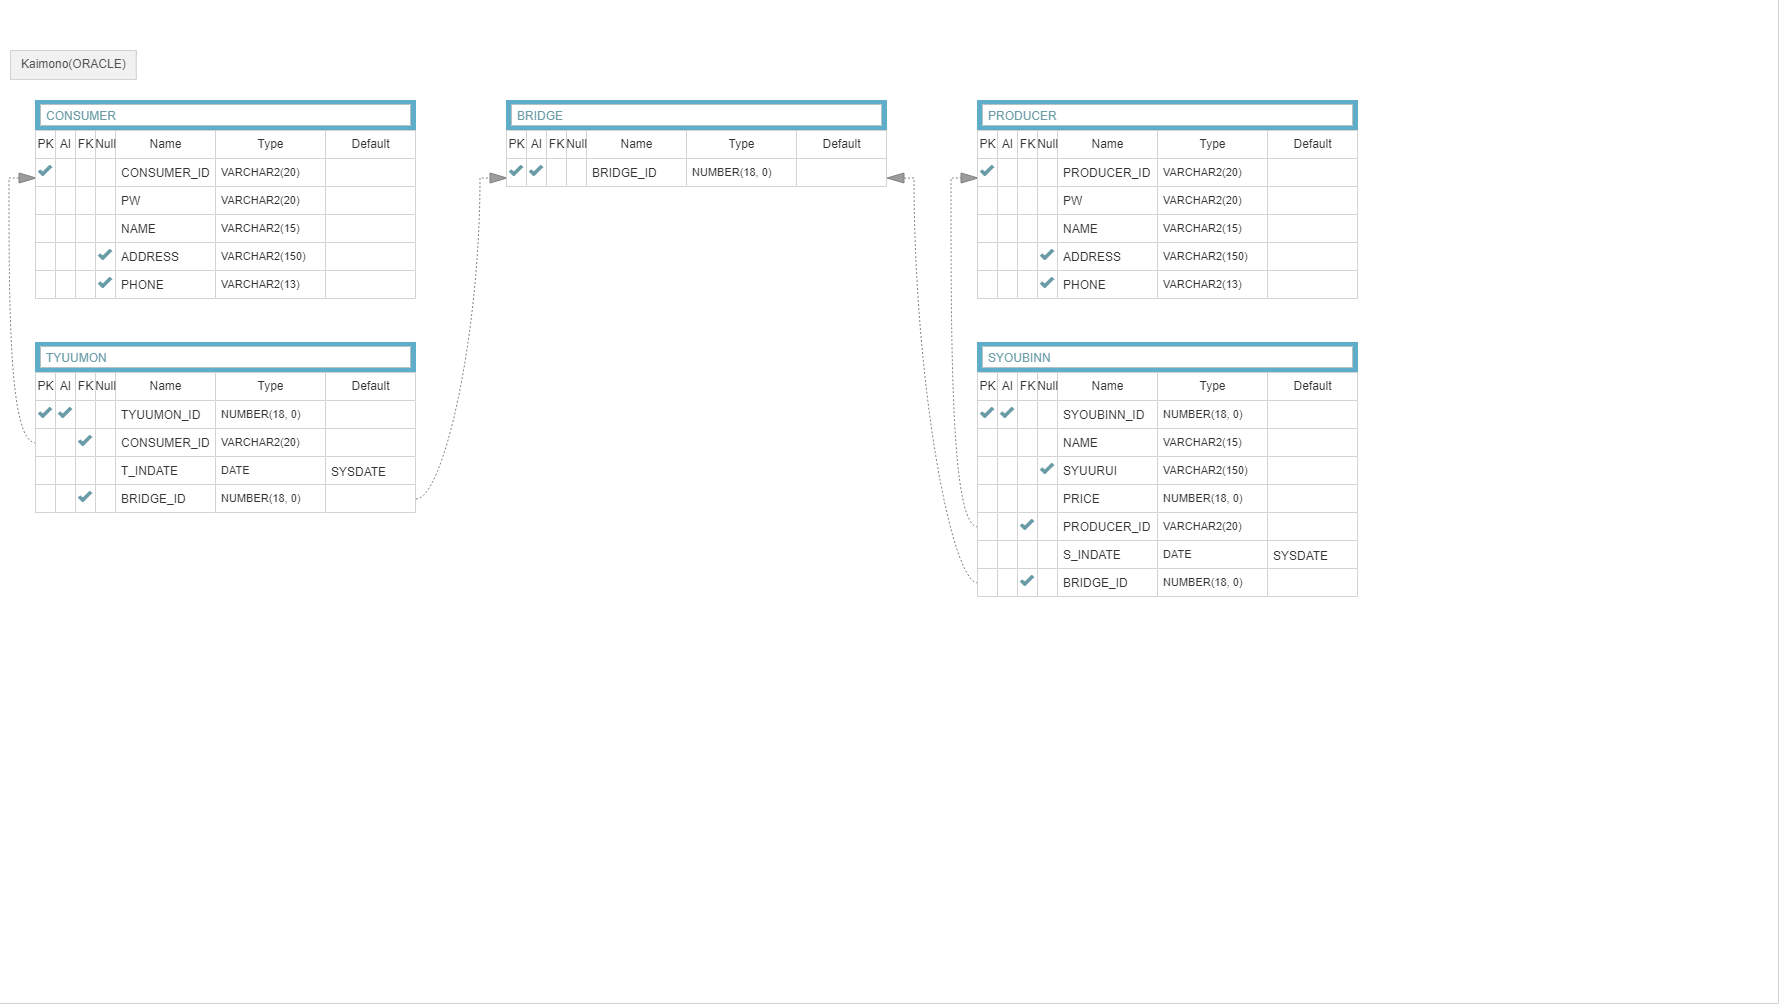 Kaimono(ORACLE)
CONSUMER
PK AI FK Null Name Type Default
CONSUMER_ID VARCHAR2(20)
PW VARCHAR2(20)
NAME VARCHAR2(15)
ADDRESS VARCHAR2(150)
PHONE VARCHAR2(13)
BRIDGE
PK AI FK Null Name Type Default
BRIDGE_ID NUMBER(18, 0)
PRODUCER
PK AI FK Null Name Type Default
PRODUCER_ID VARCHAR2(20)
PW VARCHAR2(20)
NAME VARCHAR2(15)
ADDRESS VARCHAR2(150)
PHONE VARCHAR2(13)
TYUUMON
PK AI FK Null Name Type Default
TYUUMON_ID NUMBER(18, 0)
CONSUMER_ID VARCHAR2(20)
T_INDATE DATE SYSDATE
BRIDGE_ID NUMBER(18, 0)
SYOUBINN
PK AI FK Null Name Type Default
SYOUBINN_ID NUMBER(18, 0)
NAME VARCHAR2(15)
SYUURUI VARCHAR2(150)
PRICE NUMBER(18, 0)
PRODUCER_ID VARCHAR2(20)
S_INDATE DATE SYSDATE
BRIDGE_ID NUMBER(18, 0)